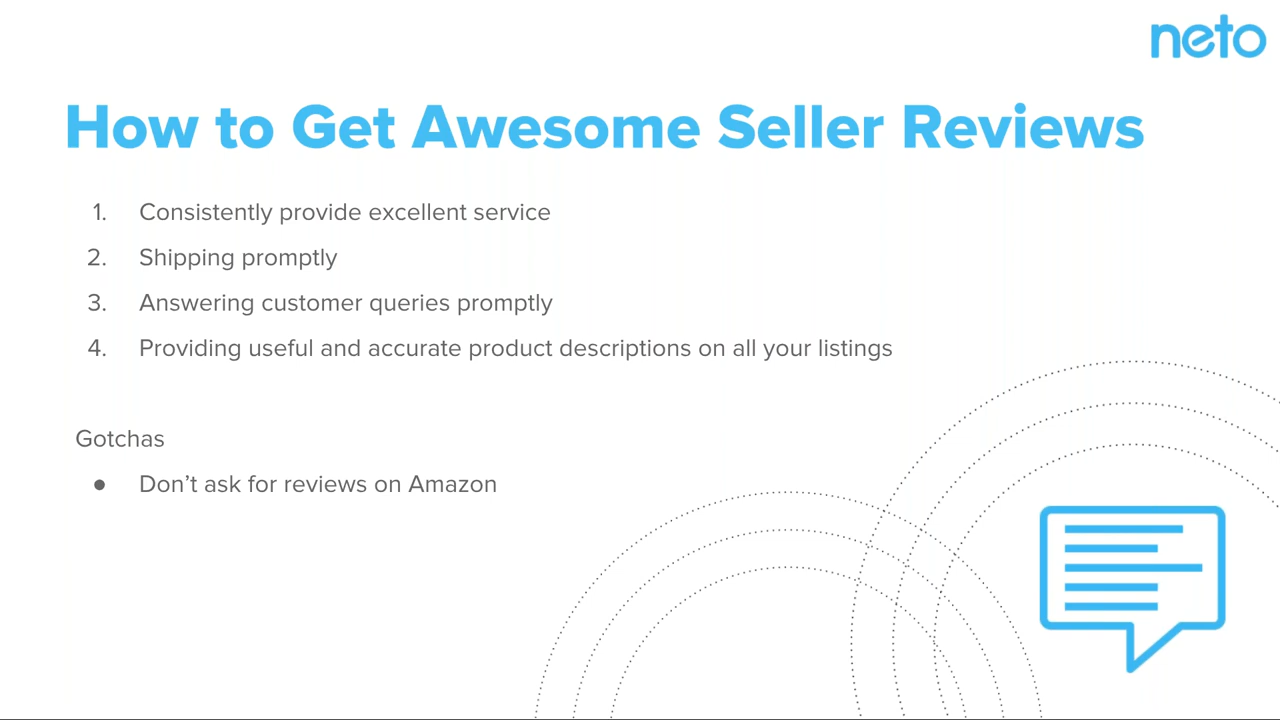 neto
How to Get Awesome Seller Reviews
1. Consistently provide excellent service
2. Shipping promptly
3. Answering customer queries promptly
4. Providing useful and accurate product descriptions on all your listings
Gotchas
● Don’t ask for reviews on Amazon